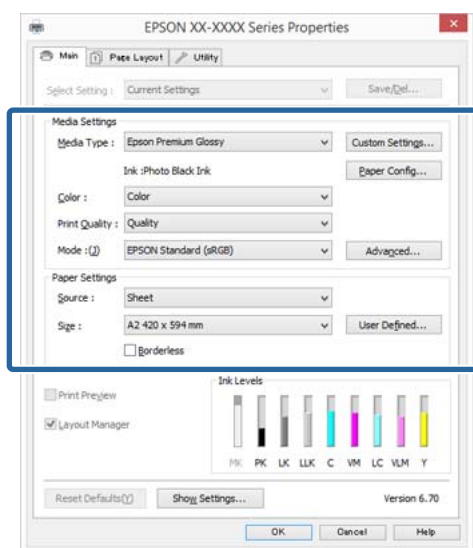 EPSON XX-XXXX Series Properties
Main Page Layout Utility
Select Setting : Current Settings Save/Del...
Media Settings
Media Type : Epson Premium Glossy Custom Settings...
Ink :Photo Black Ink Paper Config...
Color : Color
Print Quality : Quality
Mode :(J) EPSON Standard (sRGB) Advanced...
Paper Settings
Source : Sheet
Size : A2 420 x 594 mm User Defined...
Borderless
Ink Levels
Print Preview
Layout Manager
MK PK LK LLK C VM LC VLM Y
Reset Defaults(Y) Show Settings... Version 6.70
OK Cancel Help